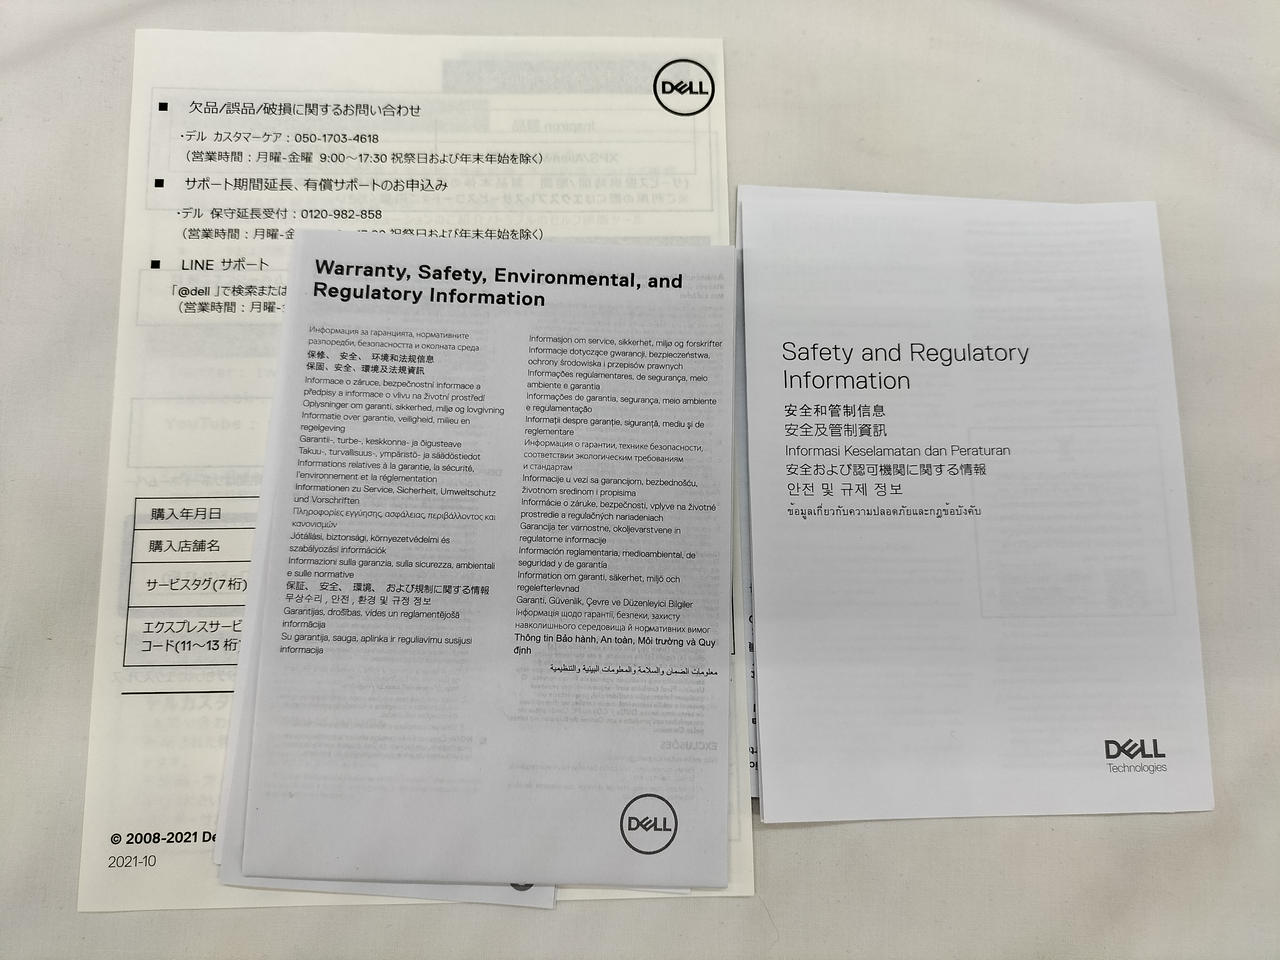 DELL
■ 欠品/誤品/破損に関するお問い合わせ
・デル カスタマーケア：050-1703-4618
（営業時間：月曜-金曜 9:00～17:30 祝祭日および年末年始を除く）
■ サポート期間延長、有償サポートのお申込み
・デル 保守延長受付：0120-982-858
（営業時間：月曜-金 祝祭日および年末年始を除く）
■ LINE サポート
「@dell」で検索または
（営業時間：月曜-
購入年月日
購入店舗名
サービスタグ(7桁)
エクスプレスサービ
コード(11～13桁)
© 2008-2021 De
2021-10
Warranty, Safety, Environmental, and
Regulatory Information
Информация за гаранцията, нормативните
разпоредби, безопасността и околната среда
保修、 安全、 环境和法规信息
保固、安全、環境及法規資訊
Informace o záruce, bezpečnostní informace a
předpisy a informace o vlivu na životní prostředí
Oplysninger om garanti, sikkerhed, miljø og lovgivning
Informatie over garantie, veiligheid, milieu en
regelgeving
Garantii-, turbe-, keskkonna- ja õigusteave
Takuu-, turvallisuus-, ympäristö- ja säädöstiedot
Informations relatives à la garantie, la sécurité,
l'environnement et la réglementation
Informationen zu Service, Sicherheit, Umweltschutz
und Vorschriften
Πληροφορίες εγγύησης, ασφάλειας, περιβάλλοντος και
κανονισμών
Jótállási, biztonsági, környezetvédelmi és
szabályozási információk
Informazioni sulla garanzia, sulla sicurezza, ambientali
e sulle normative
保証、 安全、 環境、 および規制に関する情報
무상수리, 안전, 환경 및 규정 정보
Garantijas, drošības, vides un reglamentējošā
informācija
Su garantija, sauga, aplinka ir reguliavimu susijusi
informacija
Informasjon om service, sikkerhet, miljø og forskrifter
Informacje dotyczące gwarancji, bezpieczeństwa,
ochrony środowiska i przepisów prawnych
Informações regulamentares, de segurança, meio
ambiente e garantia
Informações de garantia, segurança, meio ambiente
e regulamentação
Informații despre garanție, siguranță, mediu și de
reglementare
Информация о гарантии, технике безопасности,
соответствии экологическим требованиям
и стандартам
Informacije u vezi sa garancijom, bezbednošću,
životnom sredinom i propisima
Informácie o záruke, bezpečnosti, vplyve na životné
prostredie a regulačných nariadeniach
Garancija ter varnostne, okoljevarstvene in
regulatorne informacije
Información reglamentaria, medioambiental, de
seguridad y de garantía
Information om garanti, säkerhet, miljö och
regelefterlevnad
Garanti, Güvenlik, Çevre ve Düzenleyici Bilgiler
Інформація щодо гарантії, безпеки, захисту
навколишнього середовища й нормативних вимог
Thông tin Bảo hành, An toàn, Môi trường và Quy
định
معلومات الضمان والسلامة والمعلومات البيئية والتنظيمية
DELL
Safety and Regulatory
Information
安全和管制信息
安全及管制資訊
Informasi Keselamatan dan Peraturan
安全および認可機関に関する情報
안전 및 규제 정보
ข้อมูลเกี่ยวกับความปลอดภัยและกฎข้อบังคับ
DELL
Technologies